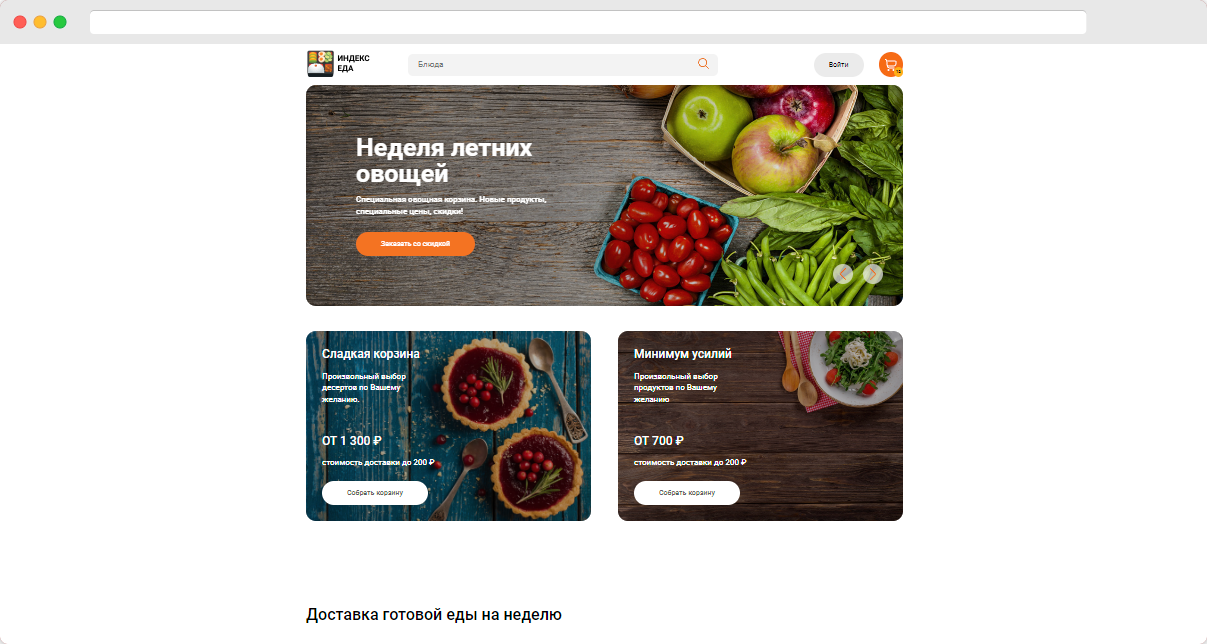 ИНДЕКС
ЕДА
Блюда
Войти
Неделя летних
овощей
Специальная овощная корзина. Новые продукты,
специальные цены, скидки!
Заказать со скидкой
Сладкая корзина
Произвольный выбор
десертов по Вашему
желанию.
ОТ 1 300 ₽
стоимость доставки до 200 ₽
Собрать корзину
Минимум усилий
Произвольный выбор
продуктов по Вашему
желанию
ОТ 700 ₽
стоимость доставки до 200 ₽
Собрать корзину
Доставка готовой еды на неделю